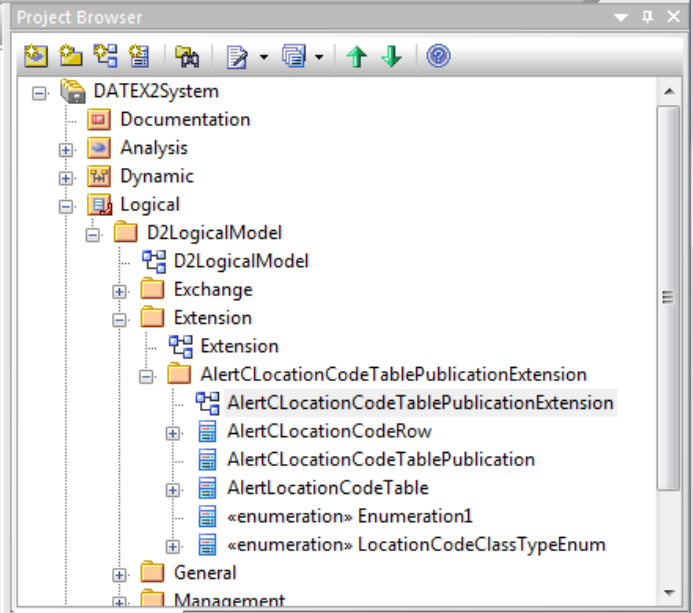 Project Browser
DATEX2System
Documentation
Analysis
Dynamic
Logical
D2LogicalModel
D2LogicalModel
Exchange
Extension
Extension
AlertCLocationCodeTablePublicationExtension
AlertCLocationCodeTablePublicationExtension
AlertCLocationCodeRow
AlertCLocationCodeTablePublication
AlertLocationCodeTable
«enumeration» Enumeration1
«enumeration» LocationCodeClassTypeEnum
General
Management